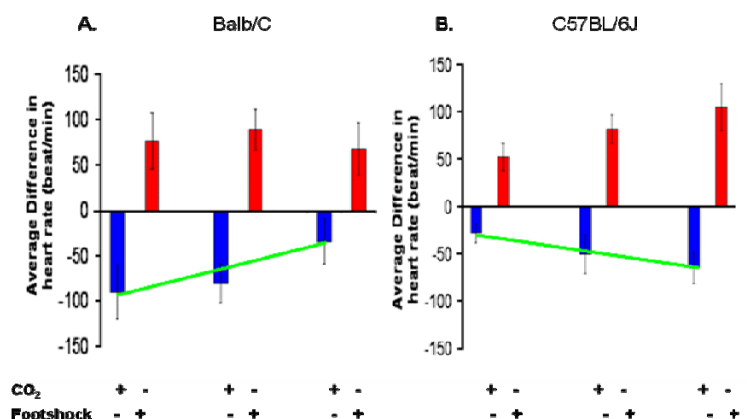 A. Balb/C
B. C57BL/6J
Average Difference in
heart rate (beat/min)
150
100
50
0
-50
-100
-150
Average Difference in
heart rate (beat/min)
150
100
50
0
-50
-100
-150
CO₂ + - + - + - + - + - + -
Footshock - + - + - + - + - + - +